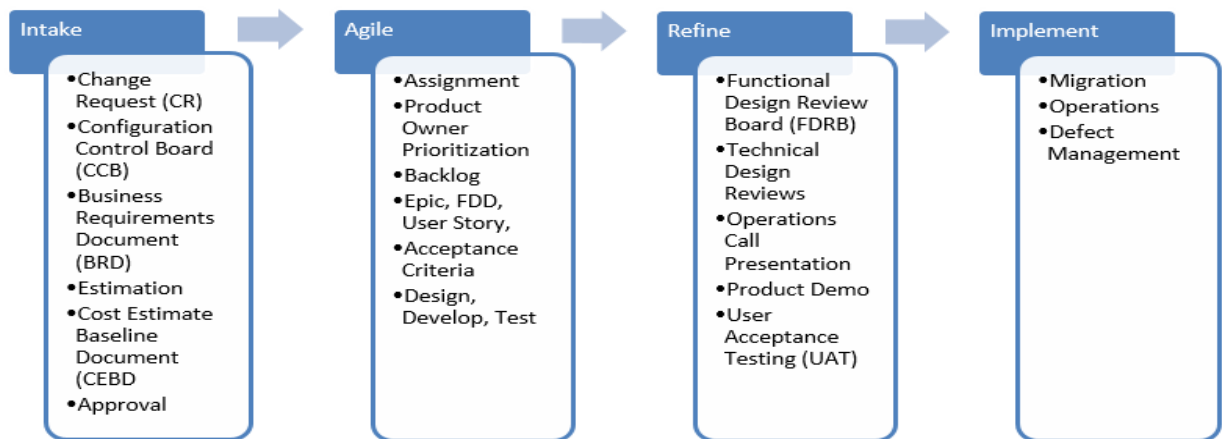 Intake
•Change
Request (CR)
•Configuration
Control Board
(CCB)
•Business
Requirements
Document
(BRD)
•Estimation
•Cost Estimate
Baseline
Document
(CEBD
•Approval
Agile
•Assignment
•Product
Owner
Prioritization
•Backlog
•Epic, FDD,
User Story,
•Acceptance
Criteria
•Design,
Develop, Test
Refine
•Functional
Design Review
Board (FDRB)
•Technical
Design
Reviews
•Operations
Call
Presentation
•Product Demo
•User
Acceptance
Testing (UAT)
Implement
•Migration
•Operations
•Defect
Management